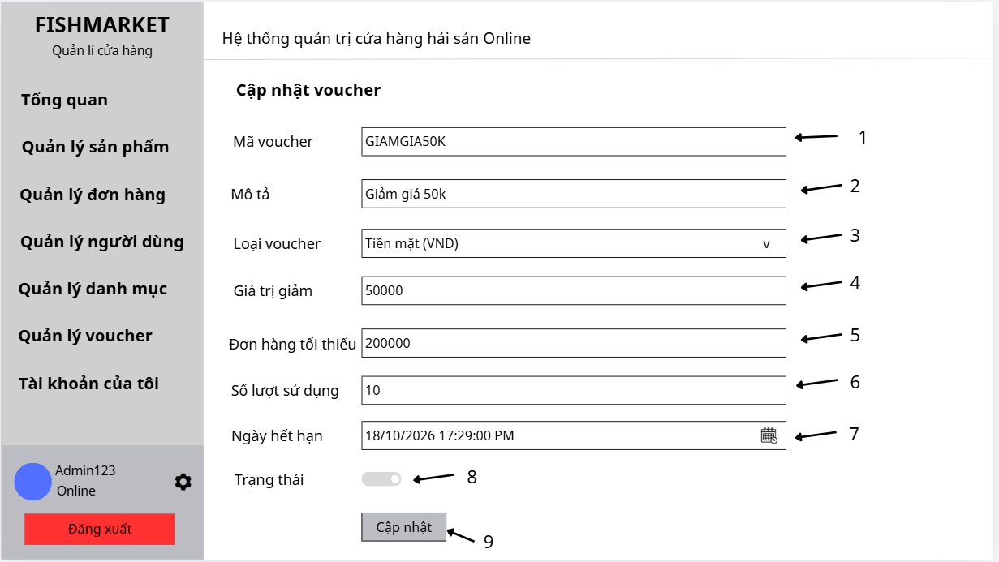 FISHMARKET
Quản lí cửa hàng
Tổng quan
Quản lý sản phẩm
Quản lý đơn hàng
Quản lý người dùng
Quản lý danh mục
Quản lý voucher
Tài khoản của tôi
Admin123
Online
Đăng xuất
Hệ thống quản trị cửa hàng hải sản Online
Cập nhật voucher
Mã voucher GIAMGIA50K 1
Mô tả Giảm giá 50k 2
Loại voucher Tiền mặt (VND) v 3
Giá trị giảm 50000 4
Đơn hàng tối thiểu 200000 5
Số lượt sử dụng 10 6
Ngày hết hạn 18/10/2026 17:29:00 PM 7
Trạng thái 8
Cập nhật 9